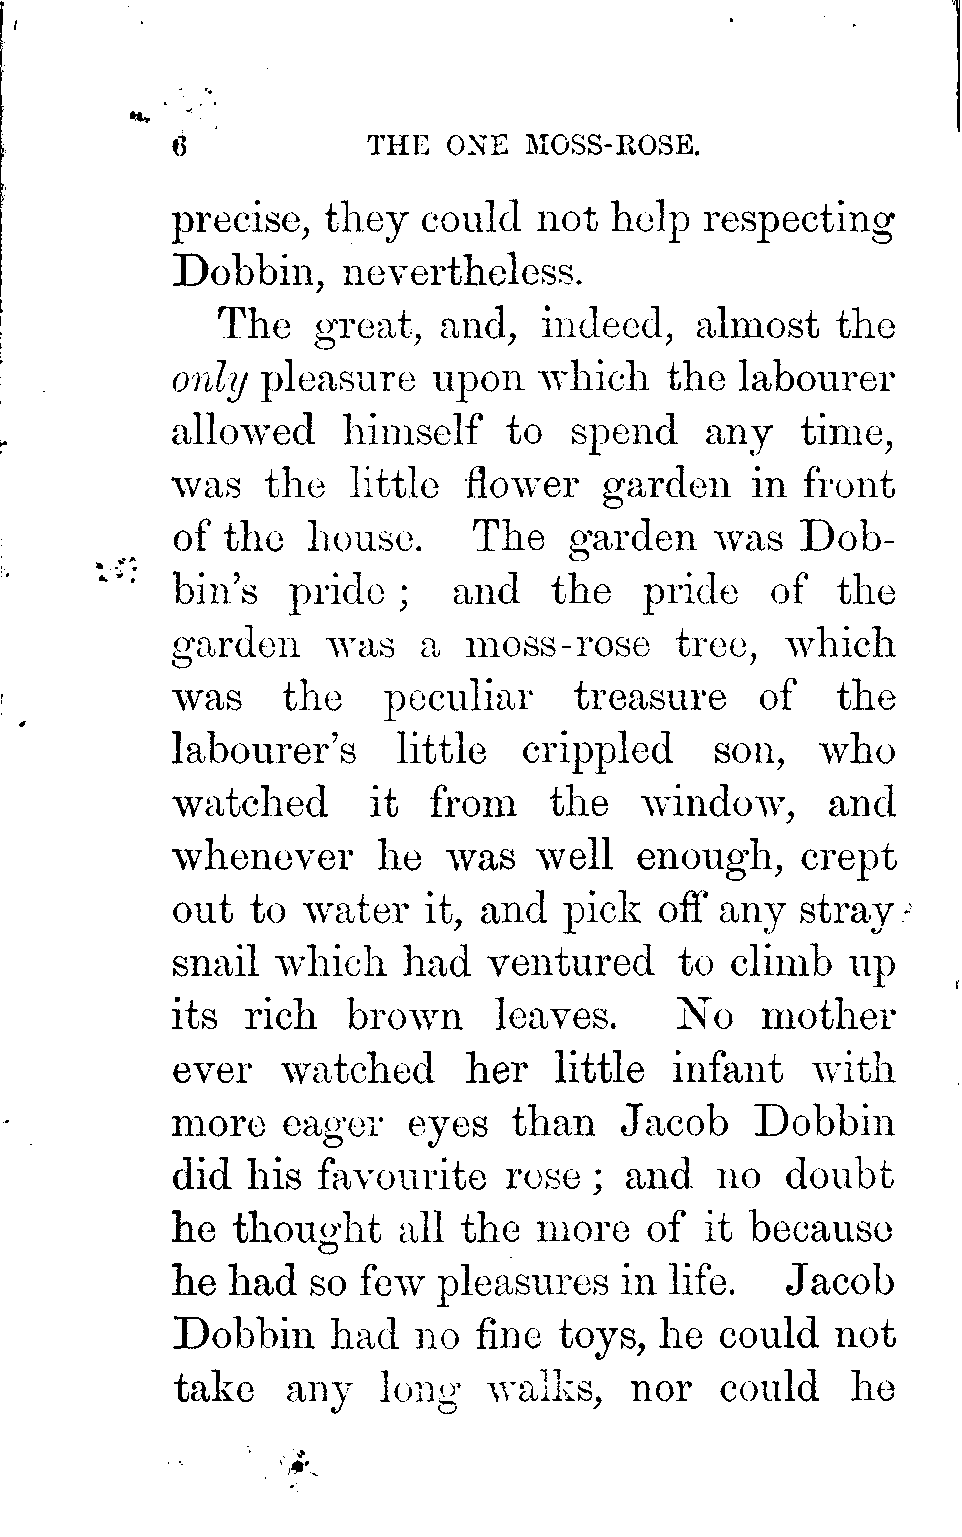 6 THE ONE MOSS-ROSE.
precise, they could not help respecting
Dobbin, nevertheless.
The great, and, indeed, almost the
only pleasure upon which the labourer
allowed himself to spend any time,
was the little flower garden in front
of the house. The garden was Dob-
bin's pride ; and the pride of the
garden was a moss-rose tree, which
was the peculiar treasure of the
labourer's little crippled son, who
watched it from the window, and
whenever he was well enough, crept
out to water it, and pick off any stray
snail which had ventured to climb up
its rich brown leaves. No mother
ever watched her little infant with
more eager eyes than Jacob Dobbin
did his favourite rose ; and no doubt
he thought all the more of it because
he had so few pleasures in life. Jacob
Dobbin had no fine toys, he could not
take any long walks, nor could he